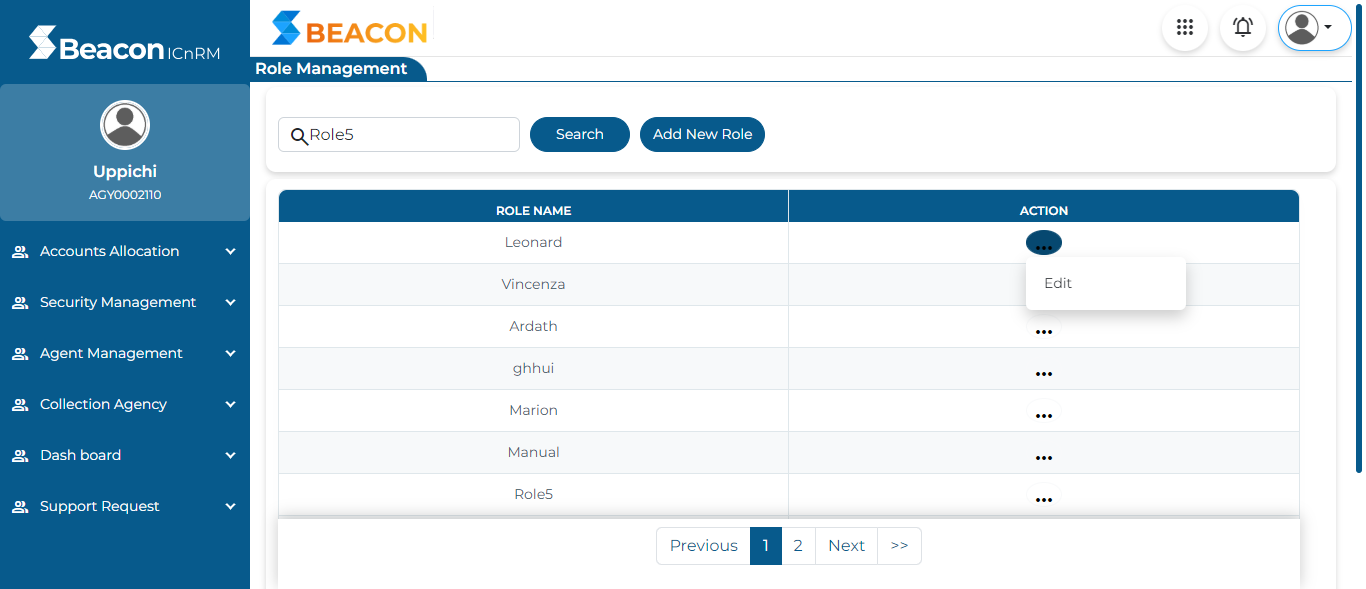 Beacon ICnRM
BEACON
Role Management
Uppichi
AGY0002110
Accounts Allocation
Security Management
Agent Management
Collection Agency
Dash board
Support Request
Role5
Search
Add New Role
ROLE NAME
ACTION
Leonard
...
Edit
Vincenza
Ardath
...
ghhui
...
Marion
...
Manual
...
Role5
...
Previous
1
2
Next
>>